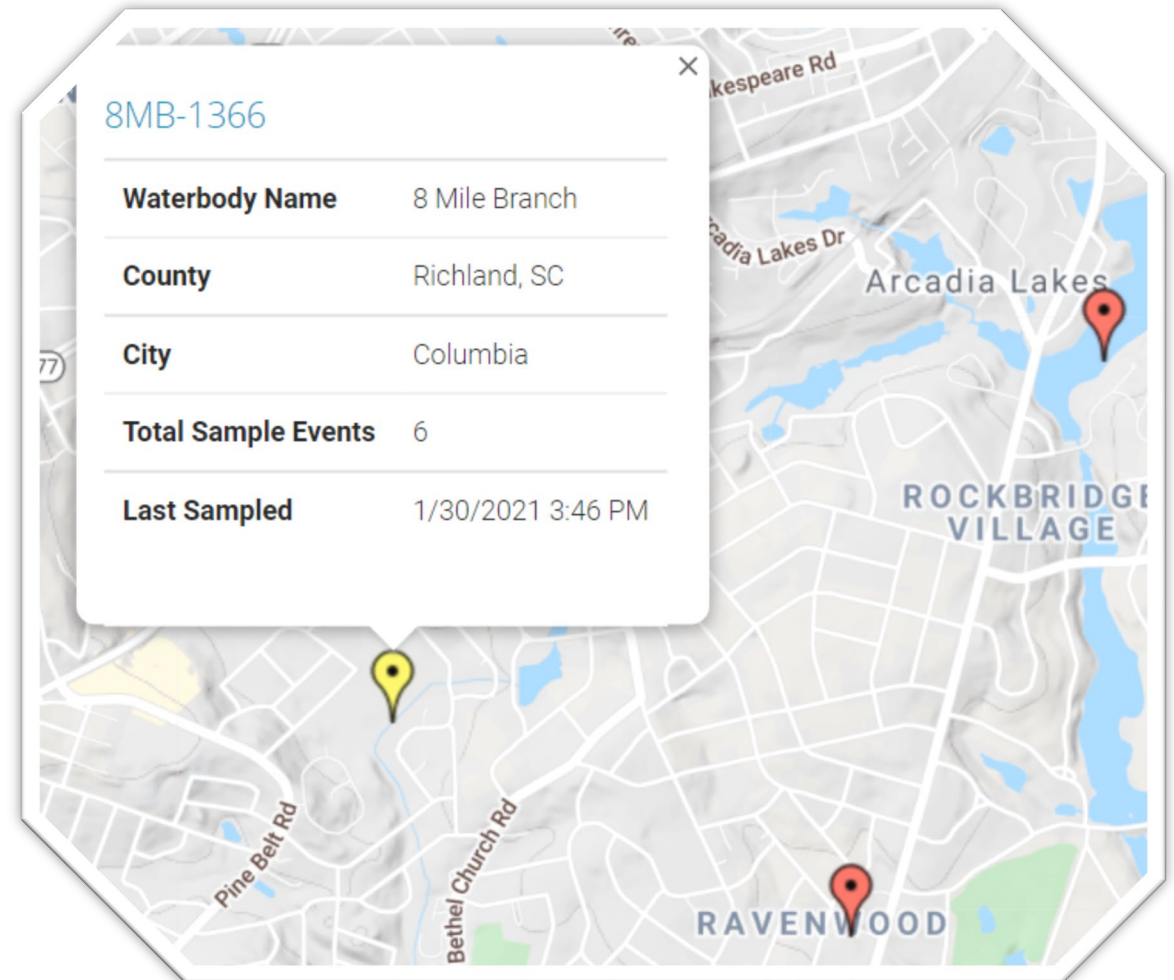 8MB-1366
Waterbody Name 8 Mile Branch
County Richland, SC
City Columbia
Total Sample Events 6
Last Sampled 1/30/2021 3:46 PM
kespeare Rd
cadia Lakes Dr
Arcadia Lakes
77
ROCKBRIDGE
VILLAGE
Pine Belt Rd
Bethel Church Rd
RAVENWOOD